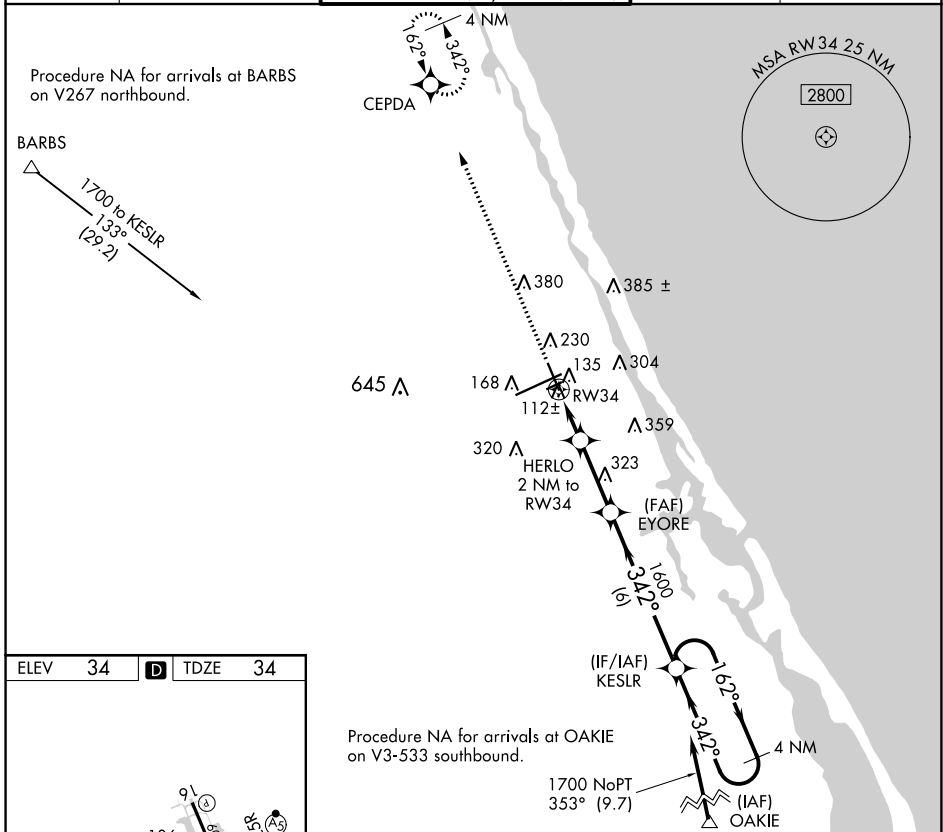 4 NM
162°
342°
CEPDA
MSA RW34 25 NM
2800
Procedure NA for arrivals at BARBS
on V267 northbound.
BARBS
1700 to KESLR
133°
(29.2)
380
385 ±
230
135
304
645
168
RW34
112±
359
320
HERLO
2 NM to
RW34
323
(FAF)
EYORE
1600
342°
(6)
(IF/IAF)
KESLR
162°
342°
4 NM
ELEV 34 D TDZE 34
Procedure NA for arrivals at OAKIE
on V3-533 southbound.
1700 NoPT
353° (9.7)
(IAF)
OAKIE
16
P
A5